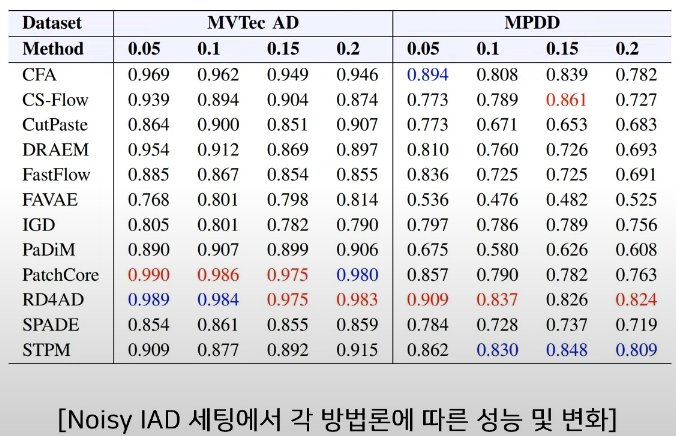 Dataset MVTec AD MPDD
Method 0.05 0.1 0.15 0.2 0.05 0.1 0.15 0.2
CFA 0.969 0.962 0.949 0.946 0.894 0.808 0.839 0.782
CS-Flow 0.939 0.894 0.904 0.874 0.773 0.789 0.861 0.727
CutPaste 0.864 0.900 0.851 0.907 0.773 0.671 0.653 0.683
DRAEM 0.954 0.912 0.869 0.897 0.810 0.760 0.726 0.693
FastFlow 0.885 0.867 0.854 0.855 0.836 0.725 0.725 0.691
FAVAE 0.768 0.801 0.798 0.814 0.536 0.476 0.482 0.525
IGD 0.805 0.801 0.782 0.790 0.797 0.786 0.789 0.756
PaDiM 0.890 0.907 0.899 0.906 0.675 0.580 0.626 0.608
PatchCore 0.990 0.986 0.975 0.980 0.857 0.790 0.782 0.763
RD4AD 0.989 0.984 0.975 0.983 0.909 0.837 0.826 0.824
SPADE 0.854 0.861 0.855 0.859 0.784 0.728 0.737 0.719
STPM 0.909 0.877 0.892 0.915 0.862 0.830 0.848 0.809
[Noisy IAD 세팅에서 각 방법론에 따른 성능 및 변화]